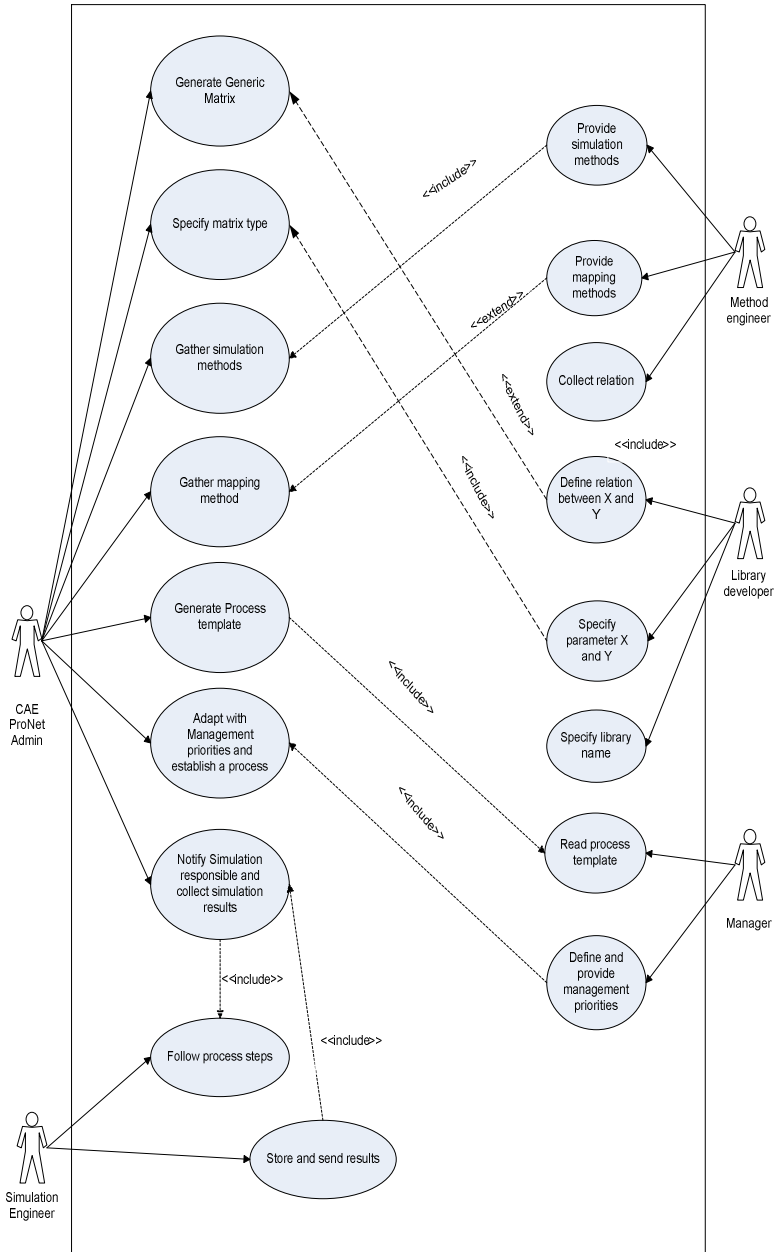 Generate Generic
Matrix
Specify matrix type
Gather simulation
methods
Gather mapping
method
Generate Process
template
Adapt with
Management
priorities and
establish a process
Notify Simulation
responsible and
collect simulation
results
<<include>>
Follow process steps
<<include>>
Store and send results
CAE
ProNet
Admin
Simulation
Engineer
<<include>>
<<extend>>
<<extend>>
<<include>>
<<include>>
<<include>>
Provide
simulation
methods
Provide
mapping
methods
Collect relation
<<include>>
Define relation
between X and
Y
Specify
parameter X
and Y
Specify library
name
Read process
template
Define and
provide
management
priorities
Method
engineer
Library
developer
Manager